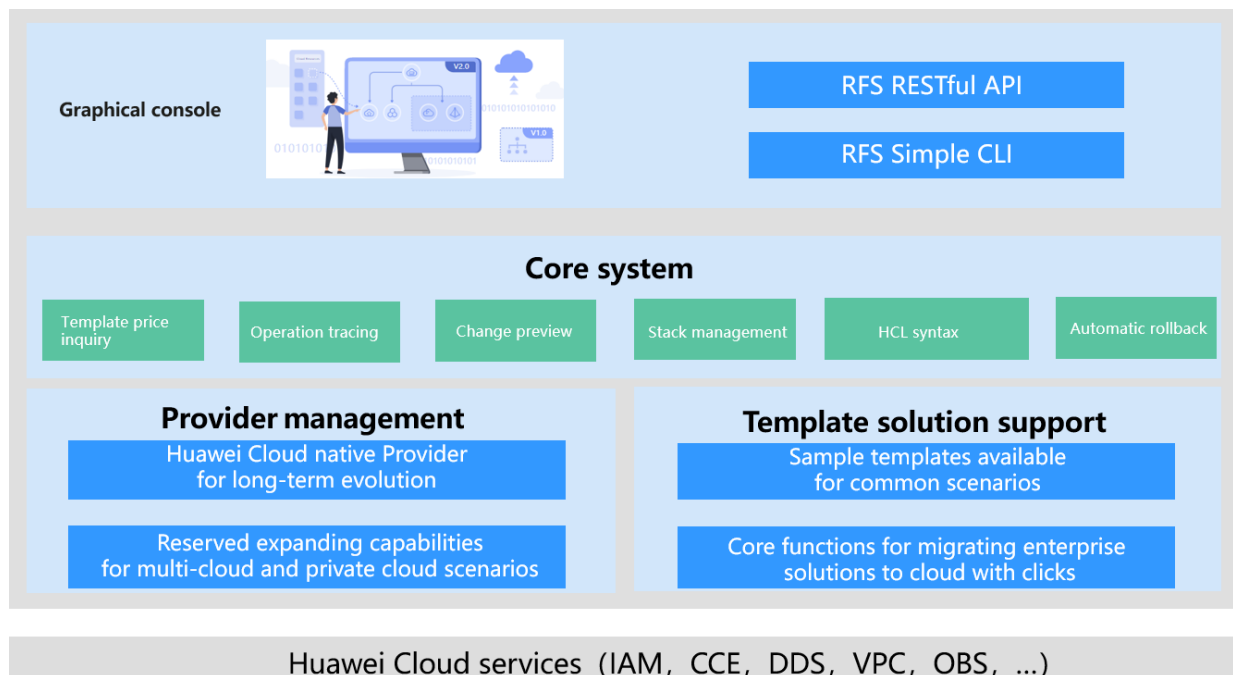 Graphical console
V2.0
01010101010101
V1.0
0101010
0101010101
RFS RESTful API
RFS Simple CLI
Core system
Template price
inquiry
Operation tracing
Change preview
Stack management
HCL syntax
Automatic rollback
Provider management
Huawei Cloud native Provider
for long-term evolution
Reserved expanding capabilities
for multi-cloud and private cloud scenarios
Template solution support
Sample templates available
for common scenarios
Core functions for migrating enterprise
solutions to cloud with clicks
Huawei Cloud services（IAM，CCE，DDS，VPC，OBS，...）